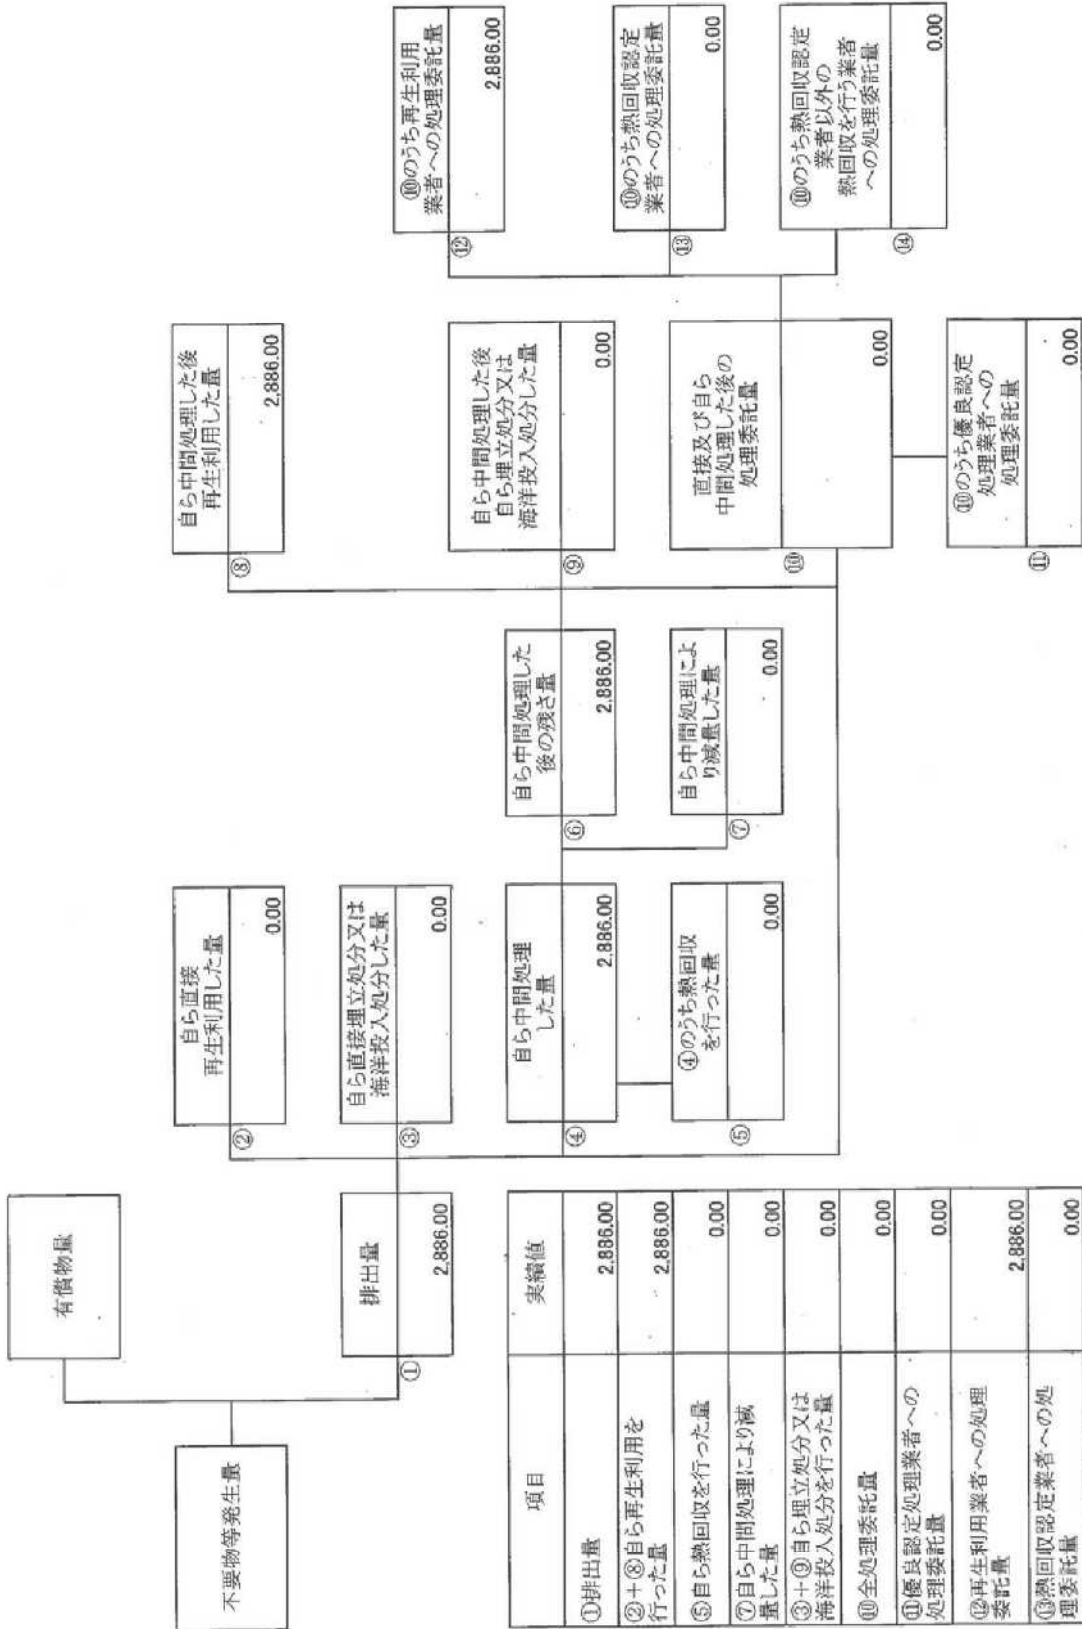 不要物等発生量
有償物量
①
排出量
2,886.00
②
自ら直接
再生利用した量
0.00
③
自ら直接埋立処分又は
海洋投入処分した量
0.00
④
自ら中間処理
した量
2,886.00
⑤
④のうち熱回収
を行った量
0.00
⑥
自ら中間処理した
後の残さ量
2,886.00
⑦
自ら中間処理によ
り減量した量
0.00
⑧
自ら中間処理した後
再生利用した量
2,886.00
⑨
自ら中間処理した後
自ら埋立処分又は
海洋投入処分した量
0.00
⑩
直接及び自ら
中間処理した後の
処理委託量
0.00
⑪
⑩のうち優良認定
処理業者への
処理委託量
0.00
⑫
⑩のうち再生利用
業者への処理委託量
2,886.00
⑬
⑩のうち熱回収認定
業者への処理委託量
0.00
⑭
⑩のうち熱回収認定
業者以外の
熱回収を行う業者
への処理委託量
0.00
項目 実績値
①排出量 2,886.00
②+⑧自ら再生利用を
行った量 2,886.00
⑤自ら熱回収を行った量 0.00
⑦自ら中間処理により減
量した量 0.00
③+⑨自ら埋立処分又は
海洋投入処分を行った量 0.00
⑩全処理委託量 0.00
⑪優良認定処理業者への
処理委託量 0.00
⑫再生利用業者への処理
委託量 2,886.00
⑬熱回収認定業者への処
理委託量 0.00